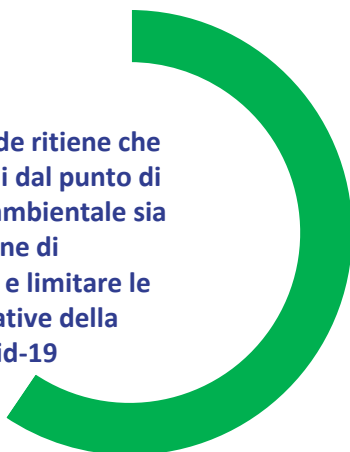 de ritiene che
i dal punto di
ambientale sia
ne di
e limitare le
ative della
id-19